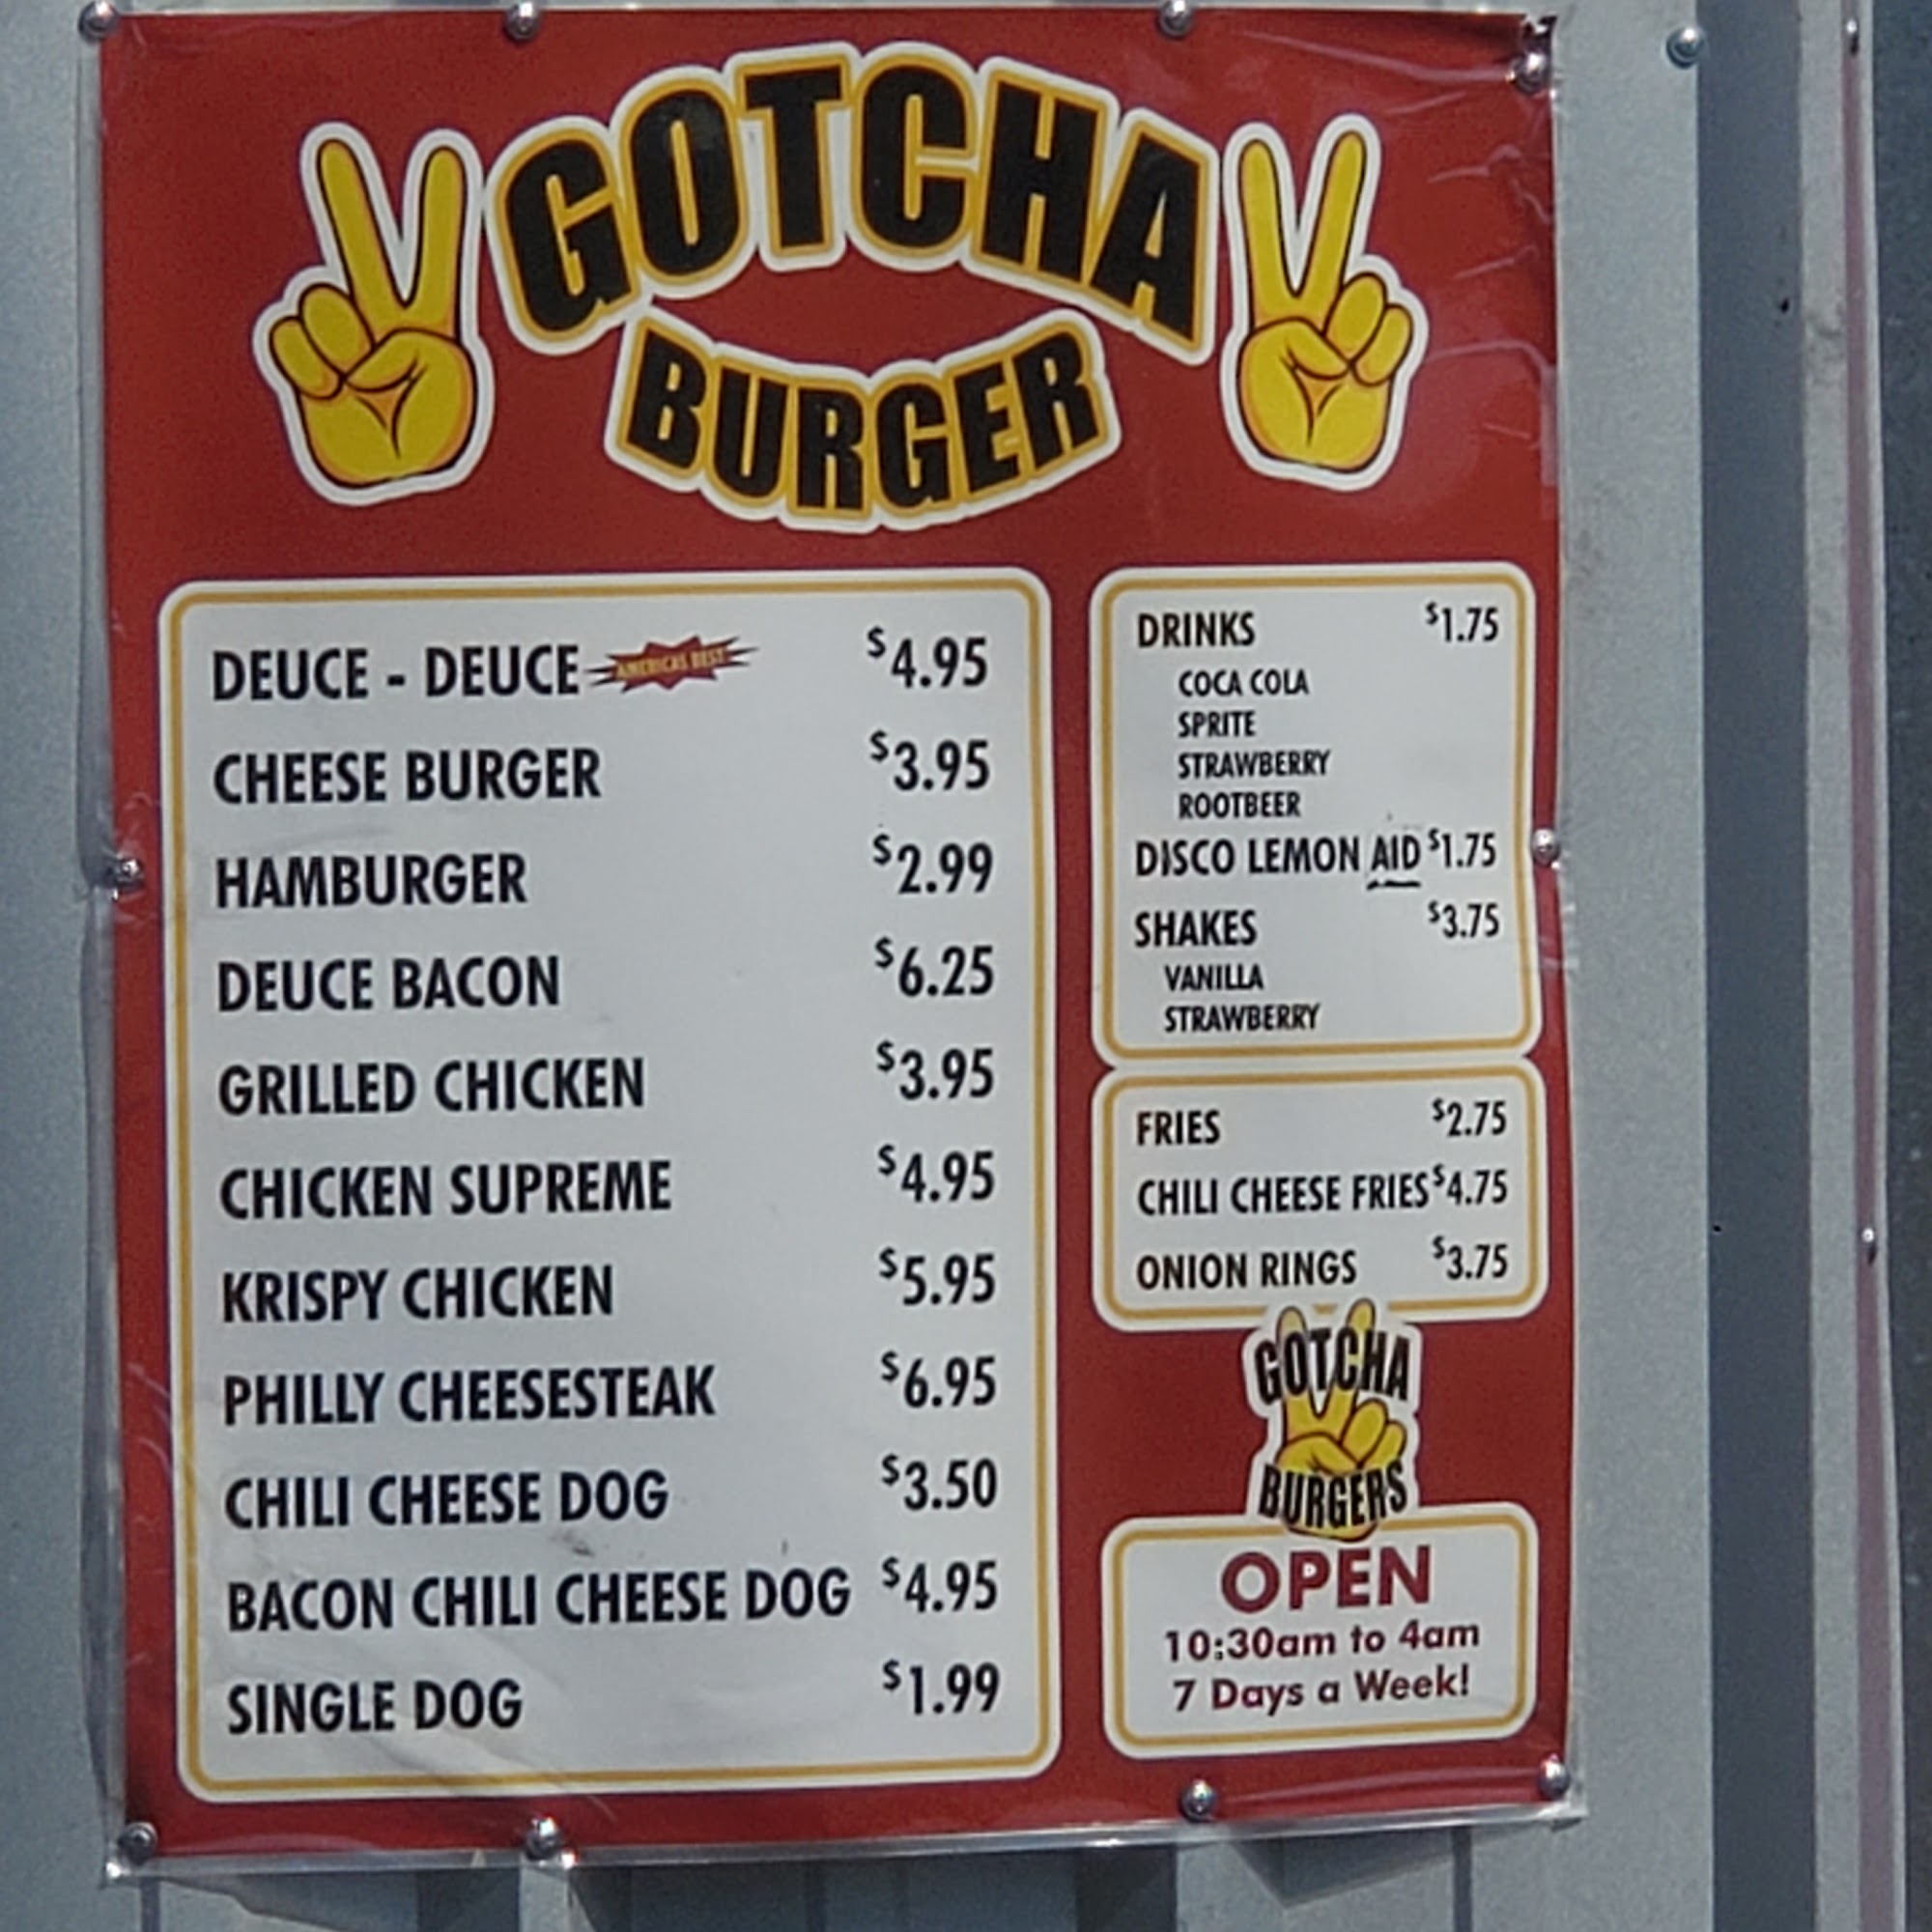 GOTCHA
BURGER
DEUCE - DEUCE AMERICAS BEST $4.95
CHEESE BURGER $3.95
HAMBURGER $2.99
DEUCE BACON $6.25
GRILLED CHICKEN $3.95
CHICKEN SUPREME $4.95
KRISPY CHICKEN $5.95
PHILLY CHEESESTEAK $6.95
CHILI CHEESE DOG $3.50
BACON CHILI CHEESE DOG $4.95
SINGLE DOG $1.99
DRINKS $1.75
COCA COLA
SPRITE
STRAWBERRY
ROOTBEER
DISCO LEMON AID $1.75
SHAKES $3.75
VANILLA
STRAWBERRY
FRIES $2.75
CHILI CHEESE FRIES $4.75
ONION RINGS $3.75
GOTCHA
BURGERS
OPEN
10:30am to 4am
7 Days a Week!